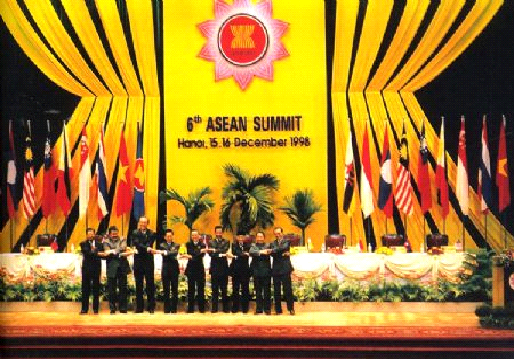 6th ASEAN SUMMIT
Hanoi, 15.16 December 1998